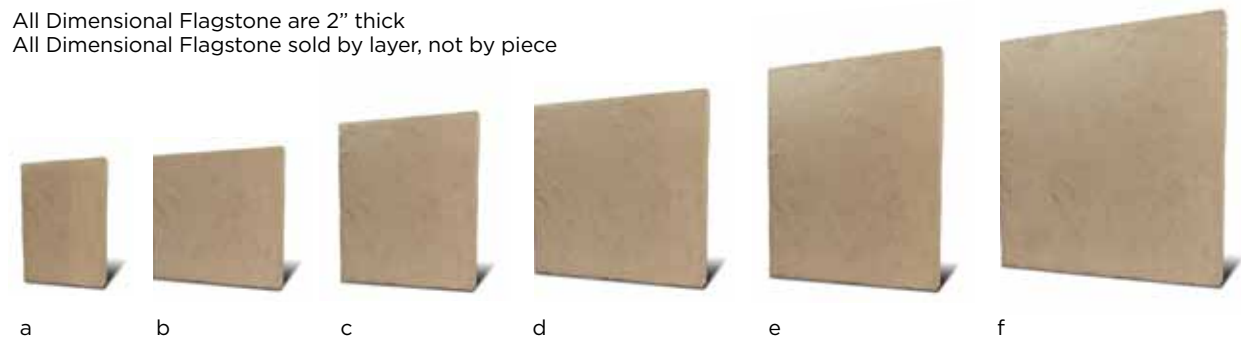 All Dimensional Flagstone are 2” thick
All Dimensional Flagstone sold by layer, not by piece
a b c d e f